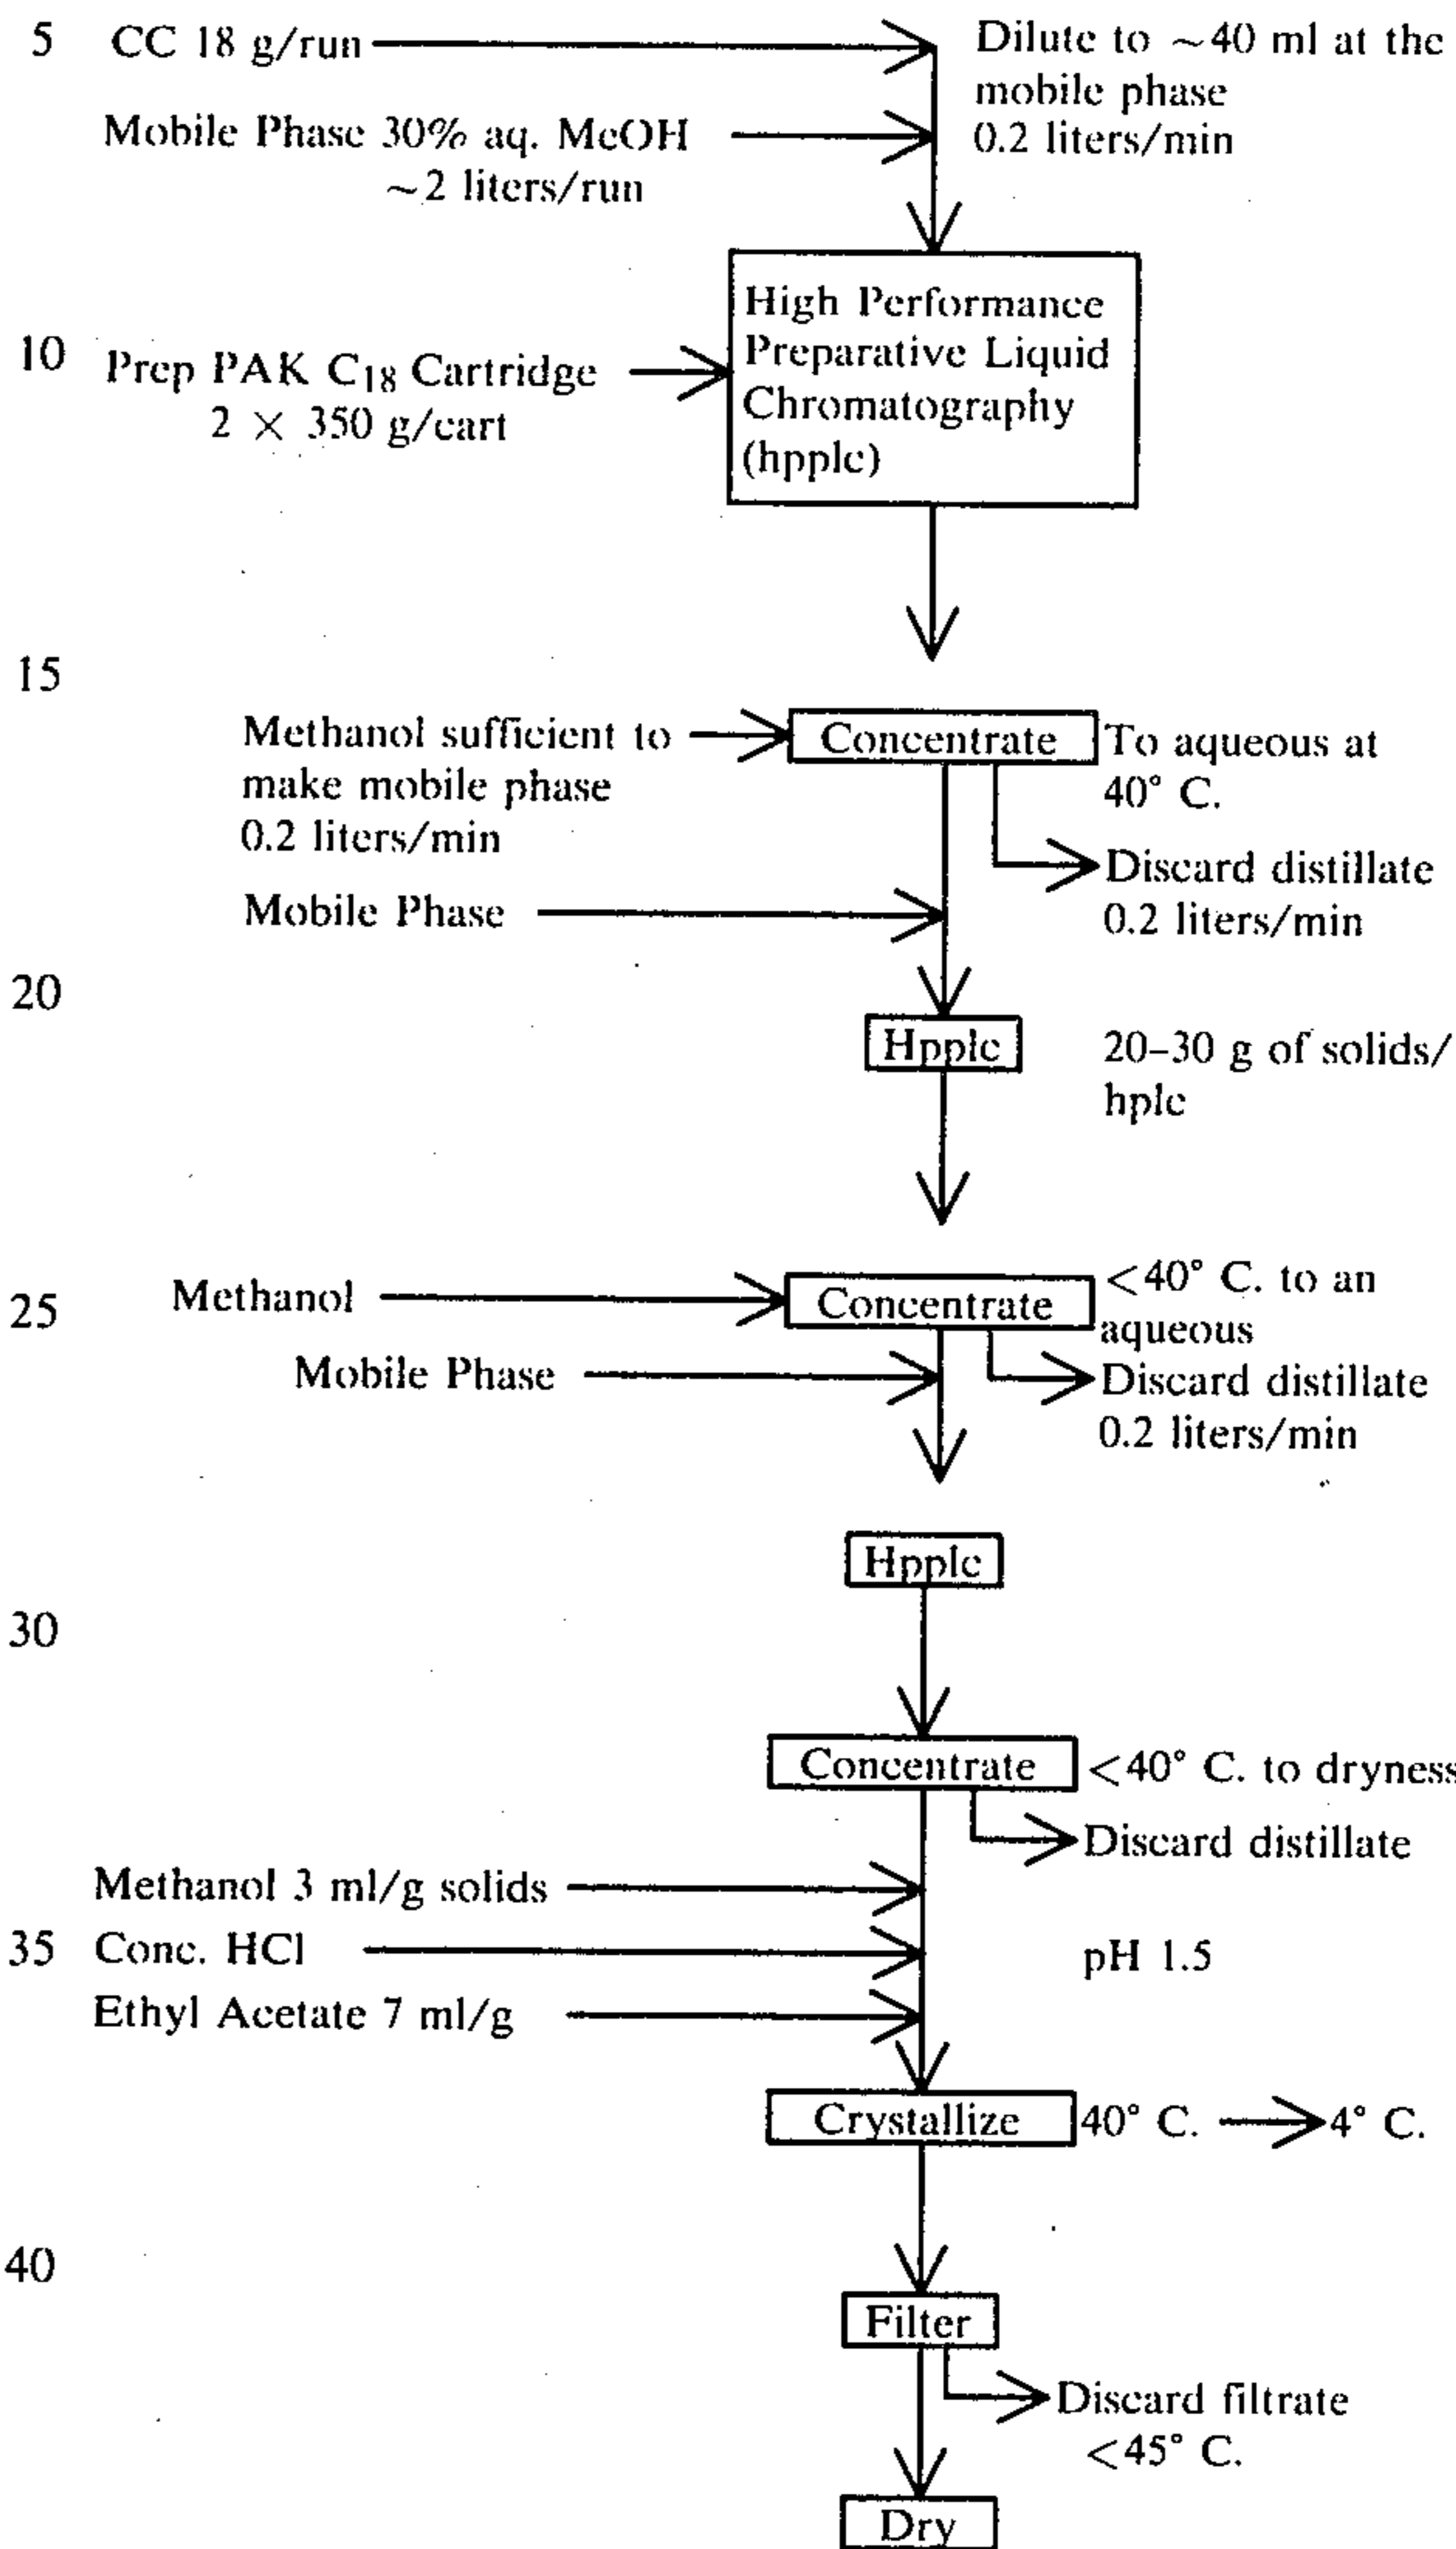 5 CC 18 g/run Dilute to ~40 ml at the
mobile phase
Mobile Phase 30% aq. MeOH 0.2 liters/min
~2 liters/run
High Performance
10 Prep PAK C18 Cartridge Preparative Liquid
2 × 350 g/cart Chromatography
(hpplc)
15
Methanol sufficient to Concentrate To aqueous at
make mobile phase 40° C.
0.2 liters/min
Discard distillate
Mobile Phase 0.2 liters/min
20
Hpplc 20–30 g of solids/
hplc
25 Methanol Concentrate <40° C. to an
aqueous
Mobile Phase Discard distillate
0.2 liters/min
Hpplc
30
Concentrate <40° C. to dryness
Discard distillate
Methanol 3 ml/g solids
35 Conc. HCl pH 1.5
Ethyl Acetate 7 ml/g
Crystallize 40° C. 4° C.
40
Filter
Discard filtrate
<45° C.
Dry